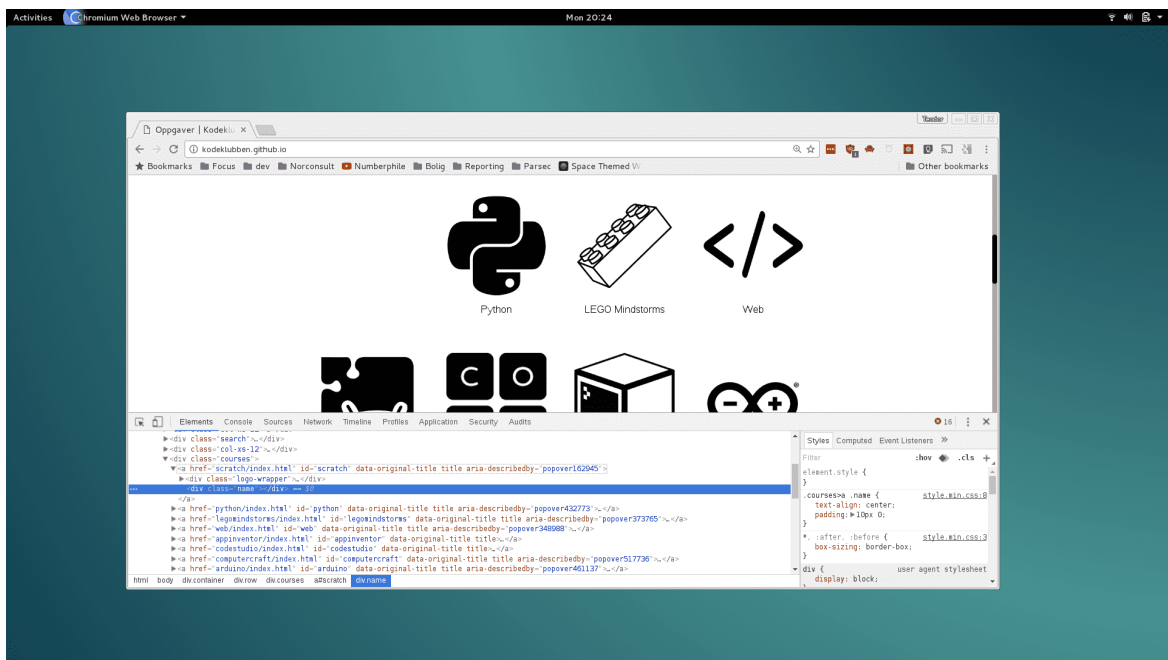 Activities Chromium Web Browser Mon 20:24
Oppgaver | Kodeklu
kodeklubben.github.io
Bookmarks Focus dev Norconsult Numberphile Bolig Reporting Parsec Space Themed W Other bookmarks
Python LEGO Mindstorms Web
C O
Elements Console Sources Network Timeline Profiles Application Security Audits 16
<div class="search">…</div>
<div class="col-xs-12">…</div>
<div class="courses">
<a href="scratch/index.html" id="scratch" data-original-title title aria-describedby="popover162945">
<div class="logo-wrapper">…</div>
<div class="name"></div> == $0
</a>
<a href="python/index.html" id="python" data-original-title title aria-describedby="popover432773">…</a>
<a href="legomindstorms/index.html" id="legomindstorms" data-original-title title aria-describedby="popover373765">…</a>
<a href="web/index.html" id="web" data-original-title title aria-describedby="popover348988">…</a>
<a href="appinventor/index.html" id="appinventor" data-original-title title>…</a>
<a href="codestudio/index.html" id="codestudio" data-original-title title>…</a>
<a href="computercraft/index.html" id="computercraft" data-original-title title aria-describedby="popover517736">…</a>
<a href="arduino/index.html" id="arduino" data-original-title title aria-describedby="popover461137">…</a>
html body div.container div.row div.courses a#scratch div.name
Styles Computed Event Listeners
Filter :hov .cls +
element.style {
}
.courses>a .name { style.min.css:8
text-align: center;
padding: 10px 0;
}
*, :after, :before { style.min.css:3
box-sizing: border-box;
}
div { user agent stylesheet
display: block;